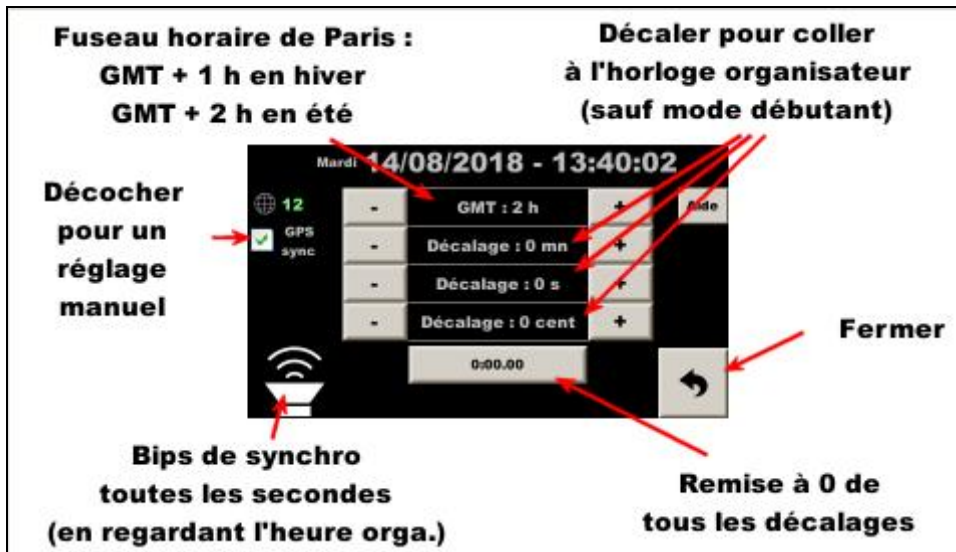 Fuseau horaire de Paris :
GMT + 1 h en hiver
GMT + 2 h en été
Décaler pour coller
à l'horloge organisateur
(sauf mode débutant)
Décocher
pour un
réglage
manuel
Mardi 14/08/2018 - 13:40:02
12
GPS
sync
- GMT : 2 h +
Aide
- Décalage : 0 mn +
- Décalage : 0 s +
- Décalage : 0 cent +
0:00.00
Fermer
Bips de synchro
toutes les secondes
(en regardant l'heure orga.)
Remise à 0 de
tous les décalages